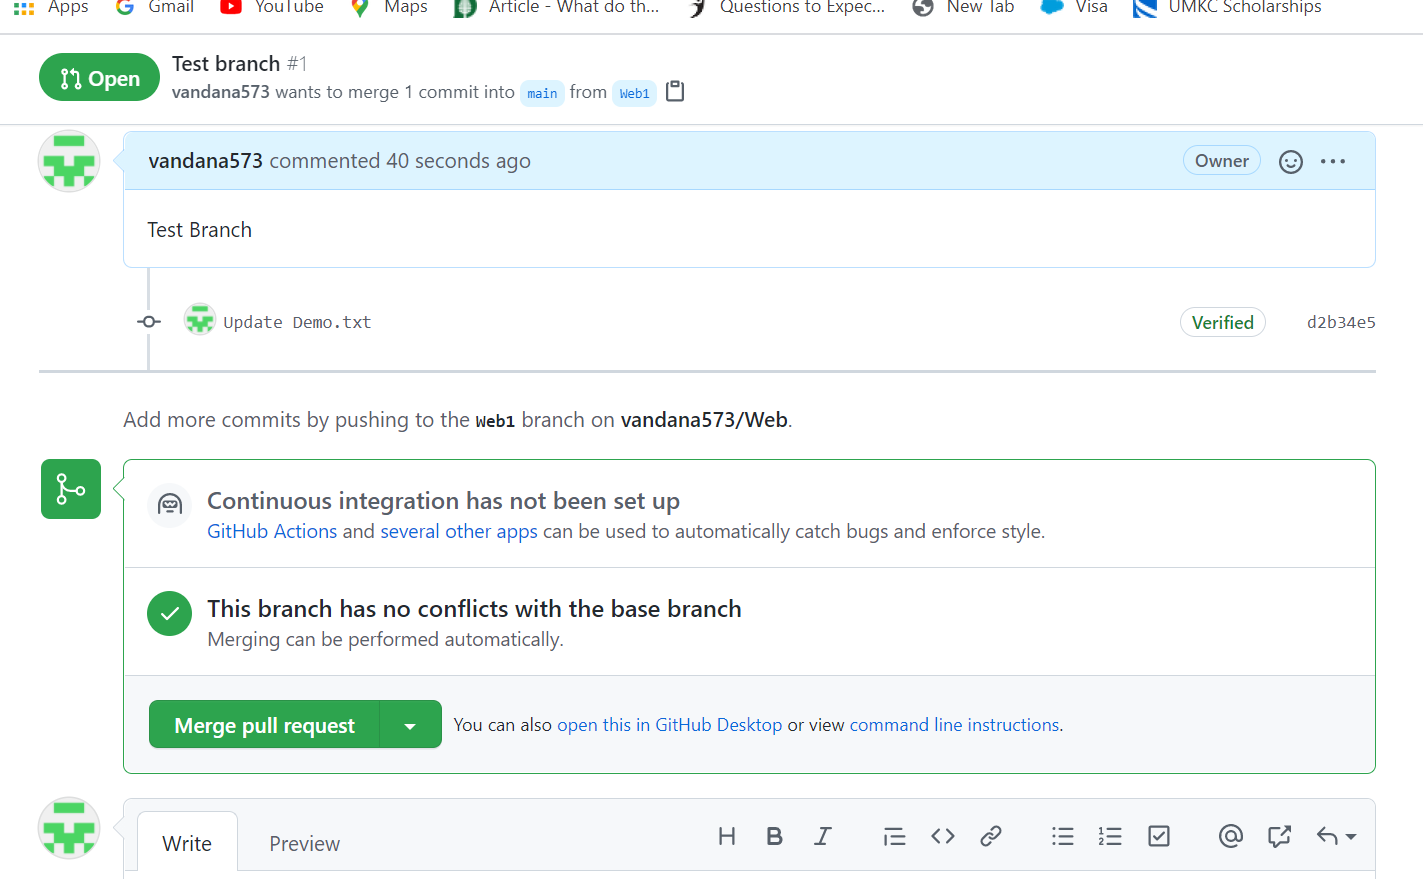 Apps Gmail YouTube Maps Article - What do th... Questions to Expec... New Tab Visa UMKC Scholarships
Open
Test branch #1
vandana573 wants to merge 1 commit into main from Web1
vandana573 commented 40 seconds ago Owner
Test Branch
Update Demo.txt Verified d2b34e5
Add more commits by pushing to the Web1 branch on vandana573/Web.
Continuous integration has not been set up
GitHub Actions and several other apps can be used to automatically catch bugs and enforce style.
This branch has no conflicts with the base branch
Merging can be performed automatically.
Merge pull request You can also open this in GitHub Desktop or view command line instructions.
Write Preview